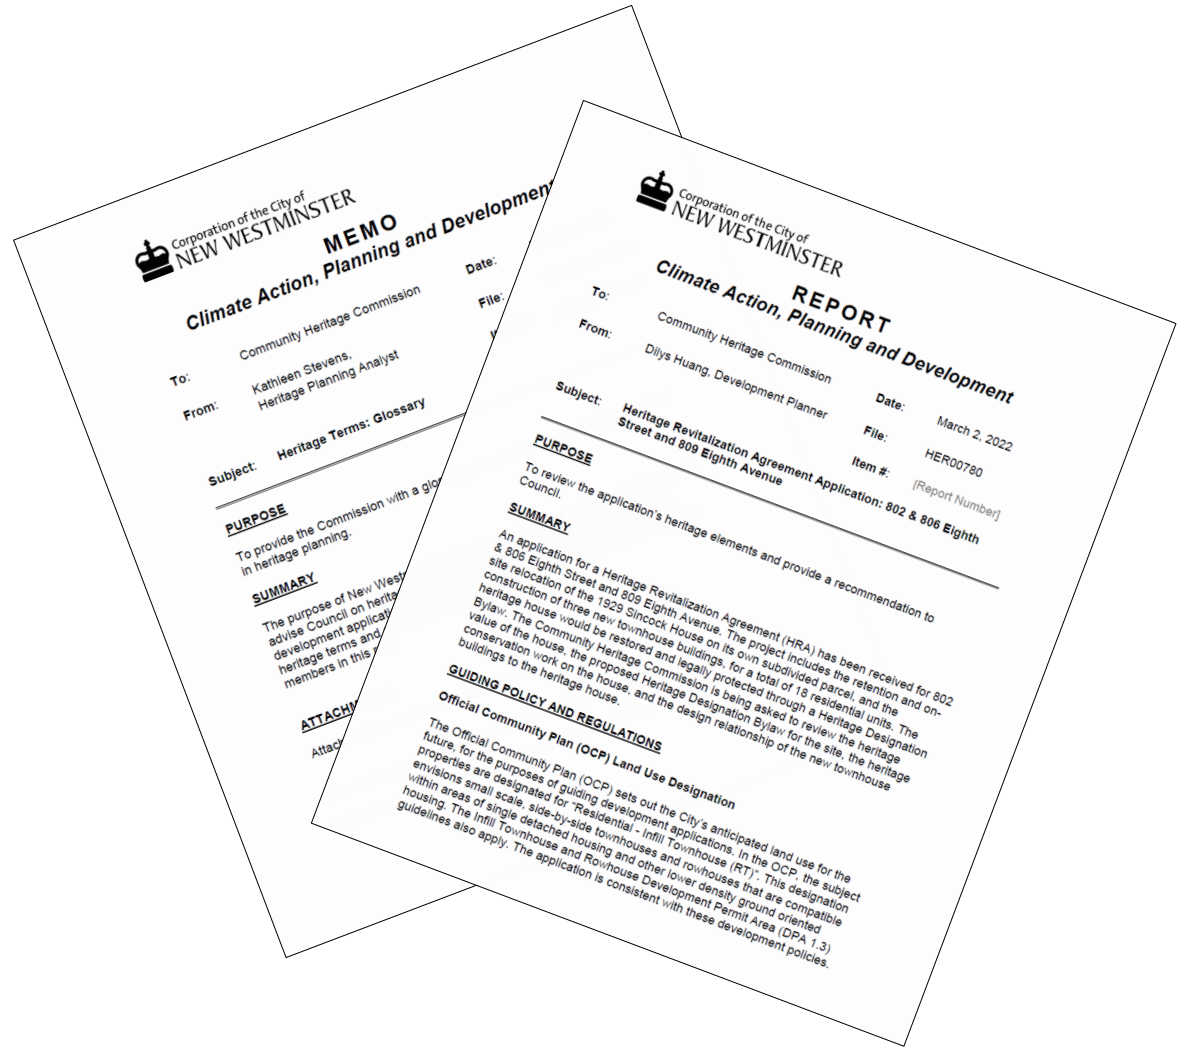 Corporation of the City of
NEW WESTMINSTER
MEMO
Climate Action, Planning and Development
To:
Community Heritage Commission
Date:
From:
Kathleen Stevens,
Heritage Planning Analyst
File:
Subject:
Heritage Terms: Glossary
PURPOSE
To provide the Commission with a
in heritage planning.
SUMMARY
The purpose of New
advise Council on
development
heritage terms and
members in this
Corporation of the City of
NEW WESTMINSTER
REPORT
Climate Action, Planning and Development
To:
Community Heritage Commission
Date:
March 2, 2022
From:
Dilys Huang, Development Planner
File:
HER00780
Item #:
[Report Number]
Subject:
Heritage Revitalization Agreement Application: 802 & 806 Eighth
Street and 809 Eighth Avenue
PURPOSE
To review the application's heritage elements and provide a recommendation to
Council.
SUMMARY
An application for a Heritage Revitalization Agreement (HRA) has been received for 802
& 806 Eighth Street and 809 Eighth Avenue. The project includes the retention and on-
site relocation of the 1929 Sincock House on its own subdivided parcel, and the
construction of three new townhouse buildings, for a total of 18 residential units. The
heritage house would be restored and legally protected through a Heritage Designation
Bylaw. The Community Heritage Commission is being asked to review the heritage
value of the house, the proposed Heritage Designation Bylaw for the site, the heritage
conservation work on the house, and the design relationship of the new townhouse
buildings to the heritage house.
GUIDING POLICY AND REGULATIONS
Official Community Plan (OCP) Land Use Designation
The Official Community Plan (OCP) sets out the City's anticipated land use for the
future, for the purposes of guiding development applications. In the OCP, the subject
properties are designated for "Residential - Infill Townhouse (RT)". This designation
envisions small scale, side-by-side townhouses and rowhouses that are compatible
within areas of single detached housing and other lower density ground oriented
housing. The Infill Townhouse and Rowhouse Development Permit Area (DPA 1.3)
guidelines also apply. The application is consistent with these development policies.